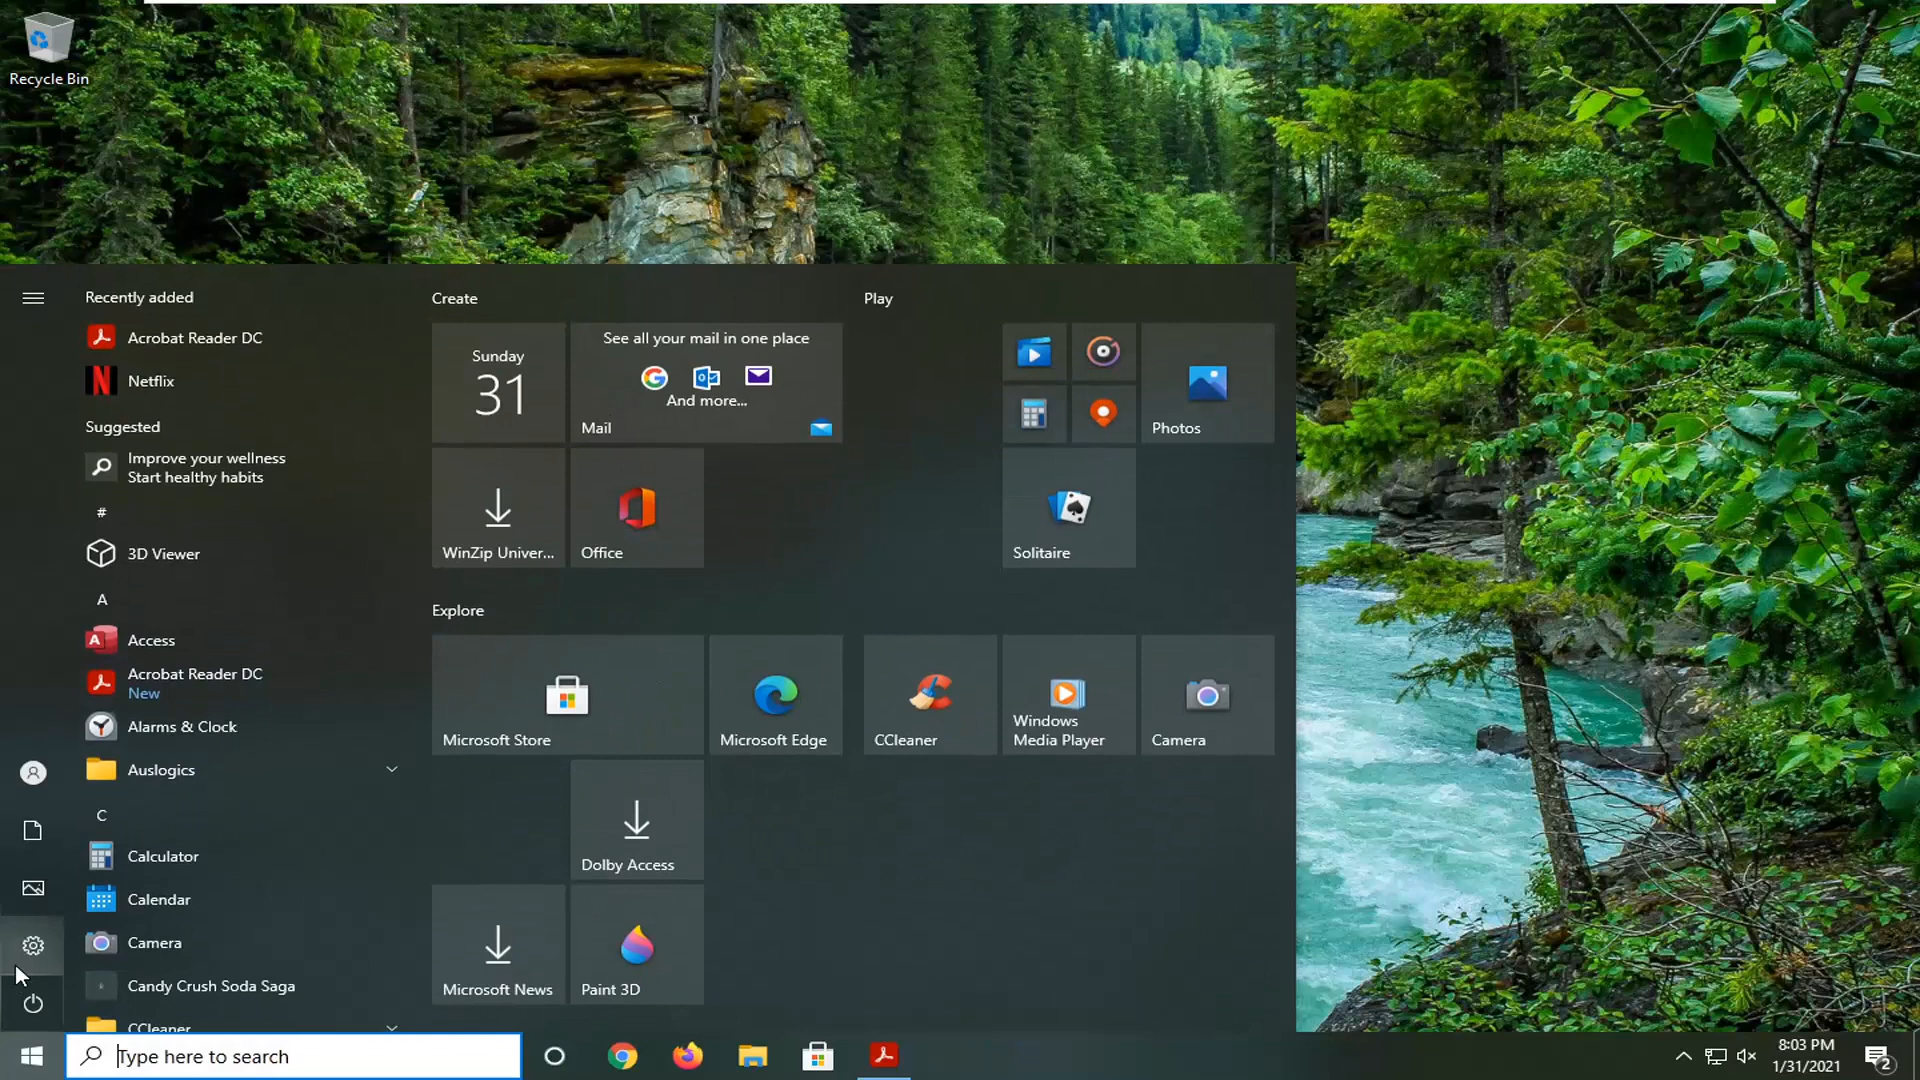 Recycle Bin
Recently added
Acrobat Reader DC
Netflix
Suggested
Improve your wellness
Start healthy habits
#
3D Viewer
A
Access
Acrobat Reader DC
New
Alarms & Clock
Auslogics
C
Calculator
Calendar
Camera
Candy Crush Soda Saga
CCleaner
Create
Sunday
31
See all your mail in one place
And more...
Mail
WinZip Univer...
Office
Explore
Microsoft Store
Microsoft Edge
Dolby Access
Microsoft News
Paint 3D
Play
Photos
Solitaire
CCleaner
Windows
Media Player
Camera
Type here to search
8:03 PM
1/31/2021
2